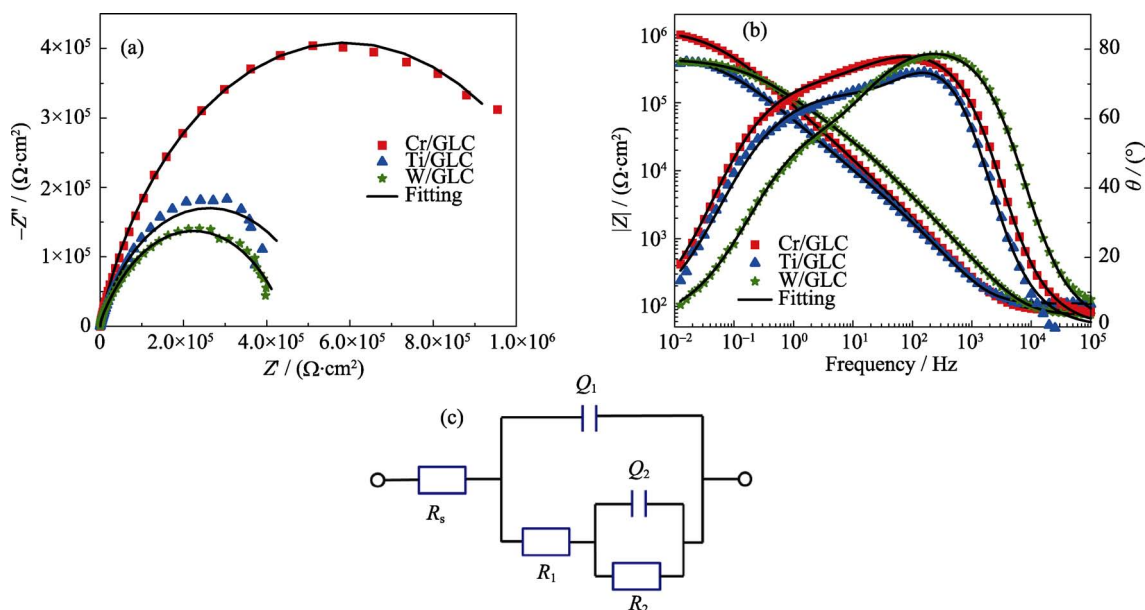 (a)
4×10⁵
3×10⁵
2×10⁵
1×10⁵
0
−Z″ / (Ω·cm²)
Cr/GLC
Ti/GLC
W/GLC
Fitting
0 2.0×10⁵ 4.0×10⁵ 6.0×10⁵ 8.0×10⁵ 1.0×10⁶
Z′ / (Ω·cm²)
(b)
10⁶
10⁵
10⁴
10³
10²
|Z| / (Ω·cm²)
80
60
40
20
0
θ / (°)
Cr/GLC
Ti/GLC
W/GLC
Fitting
10⁻² 10⁻¹ 10⁰ 10¹ 10² 10³ 10⁴ 10⁵
Frequency / Hz
(c)
Q₁
Q₂
Rₛ
R₁
R₂